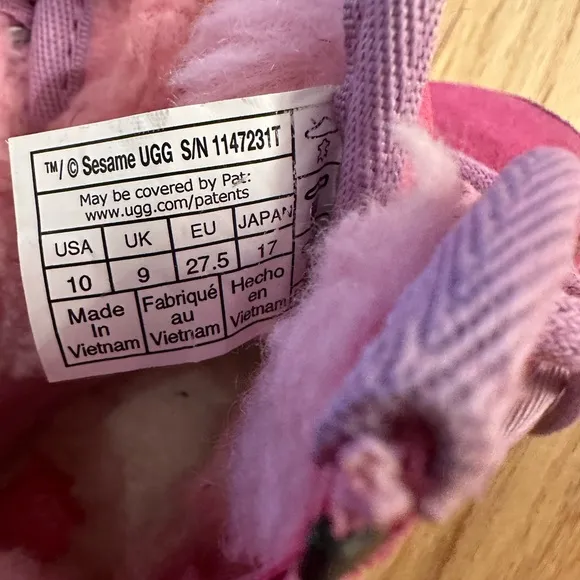 TM/© Sesame UGG S/N 1147231T
May be covered by Pat:
www.ugg.com/patents
USA UK EU JAPAN
10 9 27.5 17
Made In Vietnam
Fabriqué au Vietnam
Hecho en Vietnam